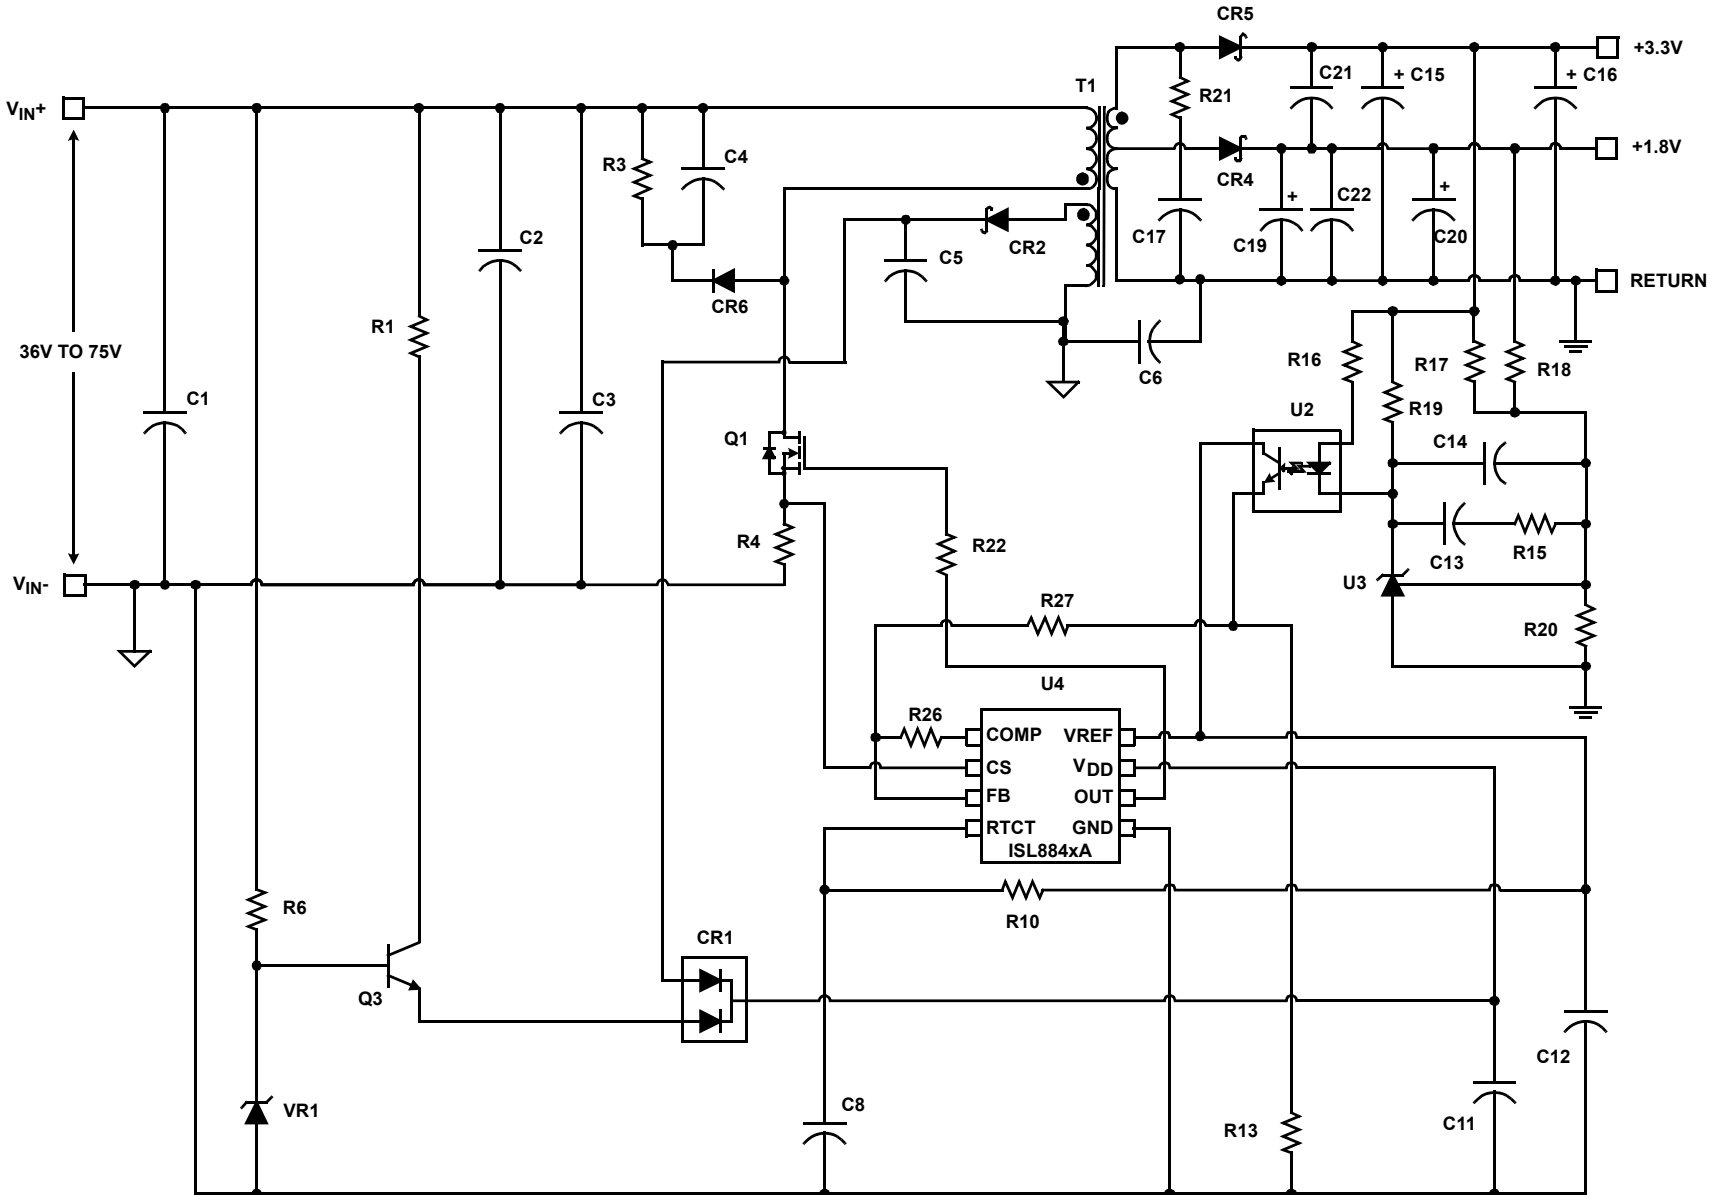 CR5
+3.3V
T1
C21
+ C15
+ C16
R21
VIN+
+1.8V
R3
C4
CR4
C22
+
+
C17
C19
C20
C2
C5
CR2
CR6
RETURN
R1
36V TO 75V
C6
R16
R17
R18
C1
C3
U2
R19
Q1
C14
R4
R22
C13
R15
VIN-
U3
R27
R20
U4
R26
COMP
VREF
CS
VDD
FB
OUT
RTCT
GND
ISL884xA
R6
R10
CR1
Q3
C12
VR1
C8
C11
R13